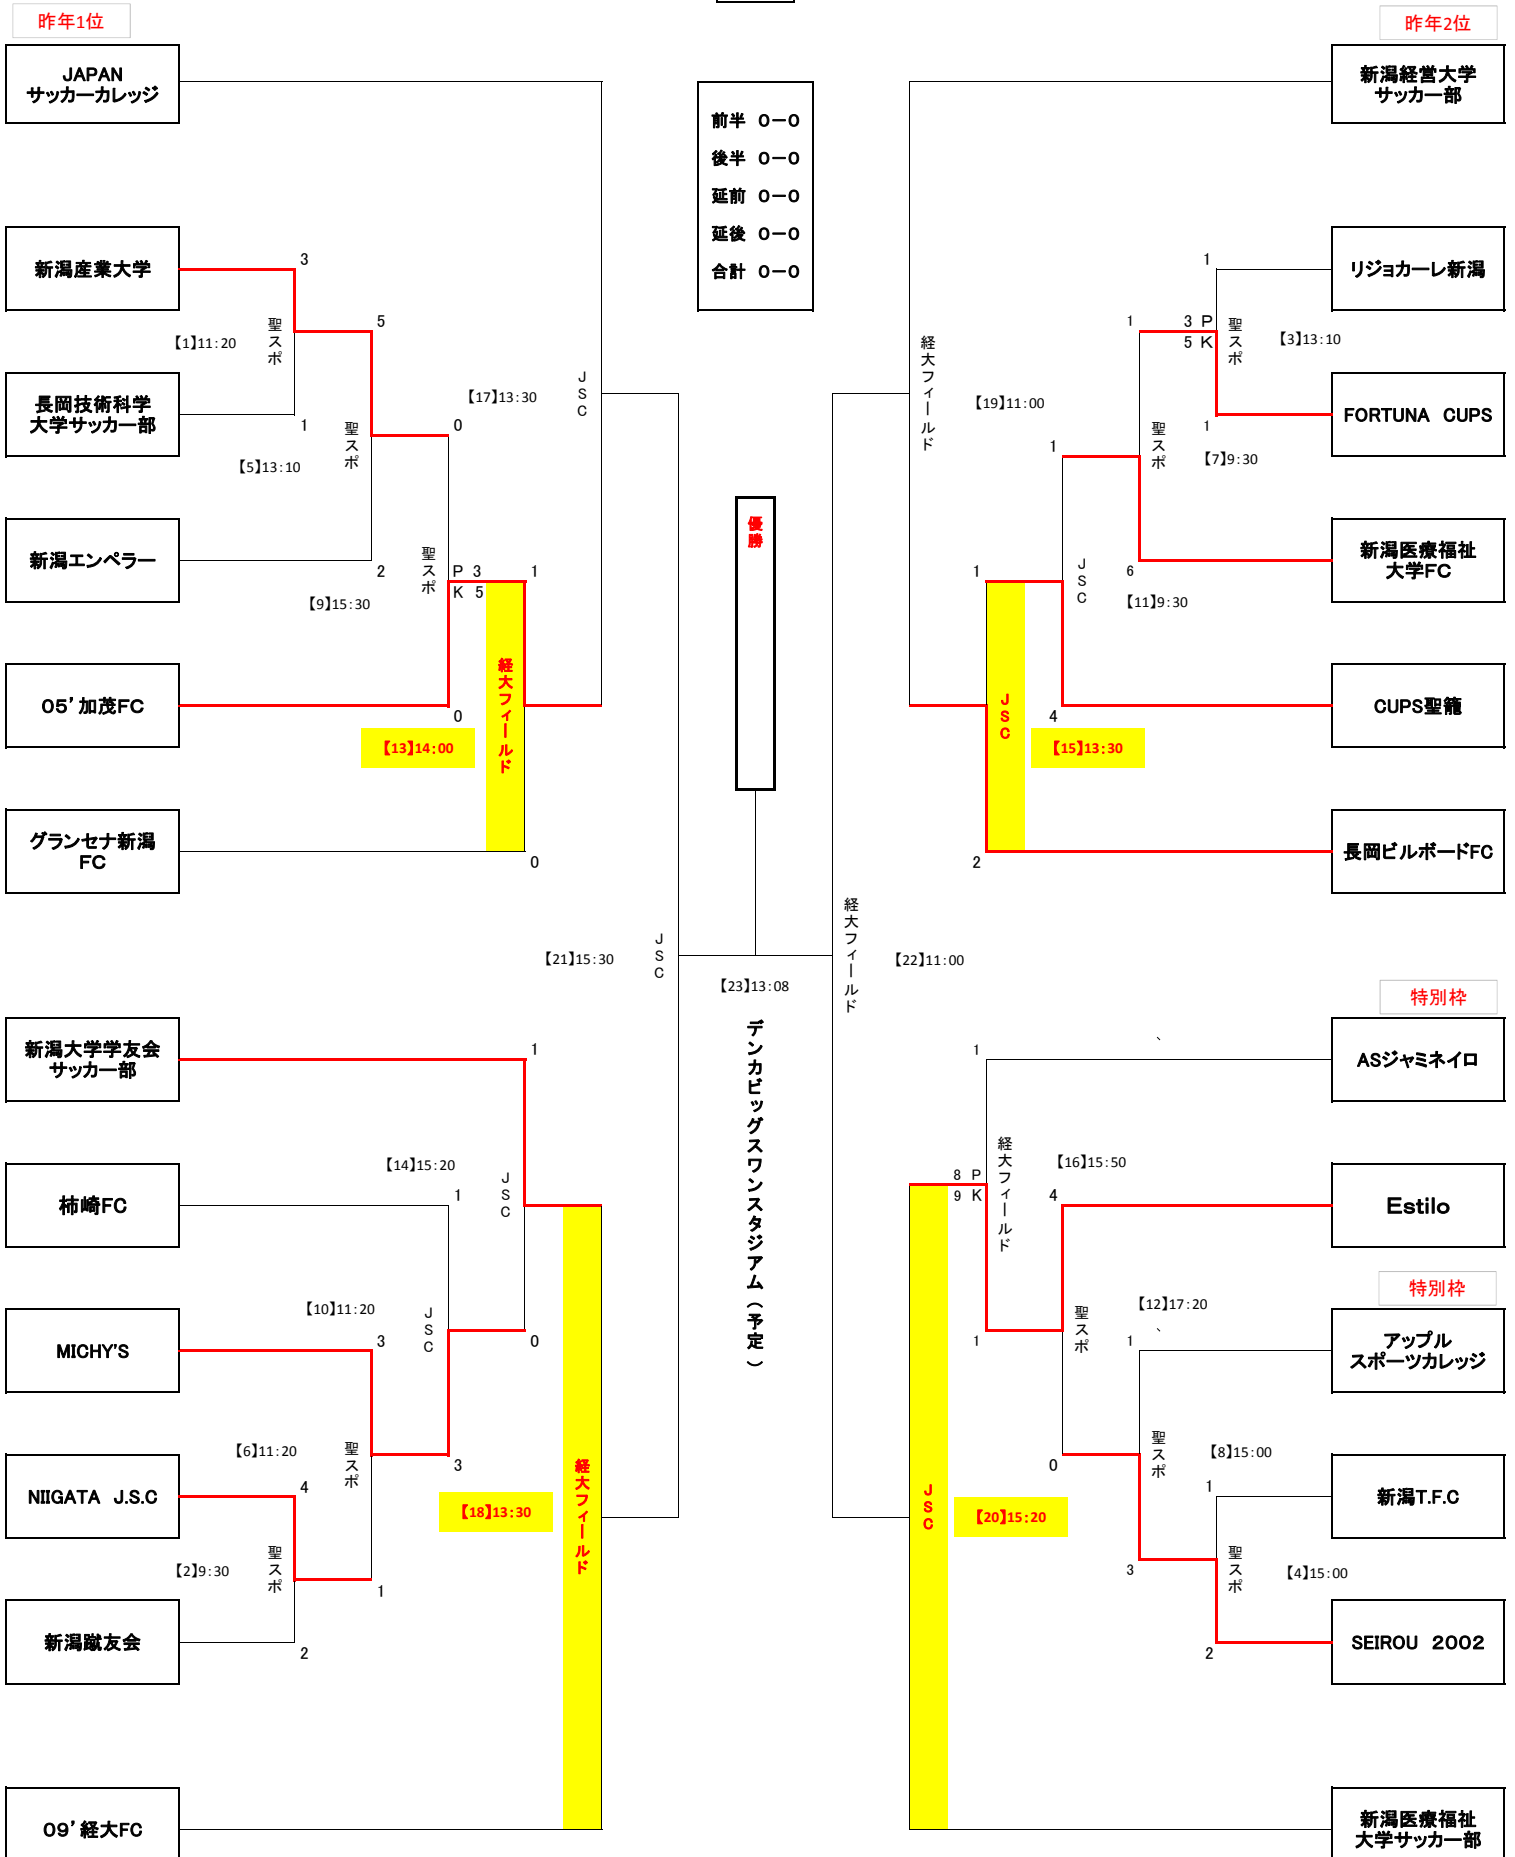 昨年1位
昨年2位
JAPAN
サッカーカレッジ
新潟経営大学
サッカー部
前半 0－0
後半 0－0
延前 0－0
延後 0－0
合計 0－0
新潟産業大学
3
【1】11:20
聖スポ
長岡技術科学
大学サッカー部
1
5
【5】13:10
聖スポ
新潟エンペラー
2
【17】13:30
JSC
0
【9】15:30
聖スポ
PK 3
5
1
05'加茂FC
0
【13】14:00
経大フィールド
グランセナ新潟
FC
0
優勝
リジョカーレ新潟
1
1
3 P
5 K
聖スポ
【3】13:10
FORTUNA CUPS
1
経大フィールド
【19】11:00
1
聖スポ
【7】9:30
新潟医療福祉
大学FC
6
1
JSC
【11】9:30
CUPS聖籠
4
JSC
【15】13:30
長岡ビルボードFC
2
【21】15:30
JSC
【23】13:08
デンカビッグスワンスタジアム（予定）
経大フィールド
【22】11:00
新潟大学学友会
サッカー部
1
【14】15:20
JSC
柿崎FC
1
【10】11:20
JSC
0
MICHY'S
3
【6】11:20
聖スポ
3
NIIGATA J.S.C
4
【2】9:30
聖スポ
1
新潟蹴友会
2
【18】13:30
経大フィールド
09'経大FC
特別枠
ASジャミネイロ
、
1
経大フィールド
【16】15:50
8 P
9 K
4
Estilo
1
聖スポ
特別枠
【12】17:20
、
1
アップル
スポーツカレッジ
0
聖スポ
【8】15:00
1
新潟T.F.C
JSC
【20】15:20
3
聖スポ
【4】15:00
SEIROU 2002
2
新潟医療福祉
大学サッカー部